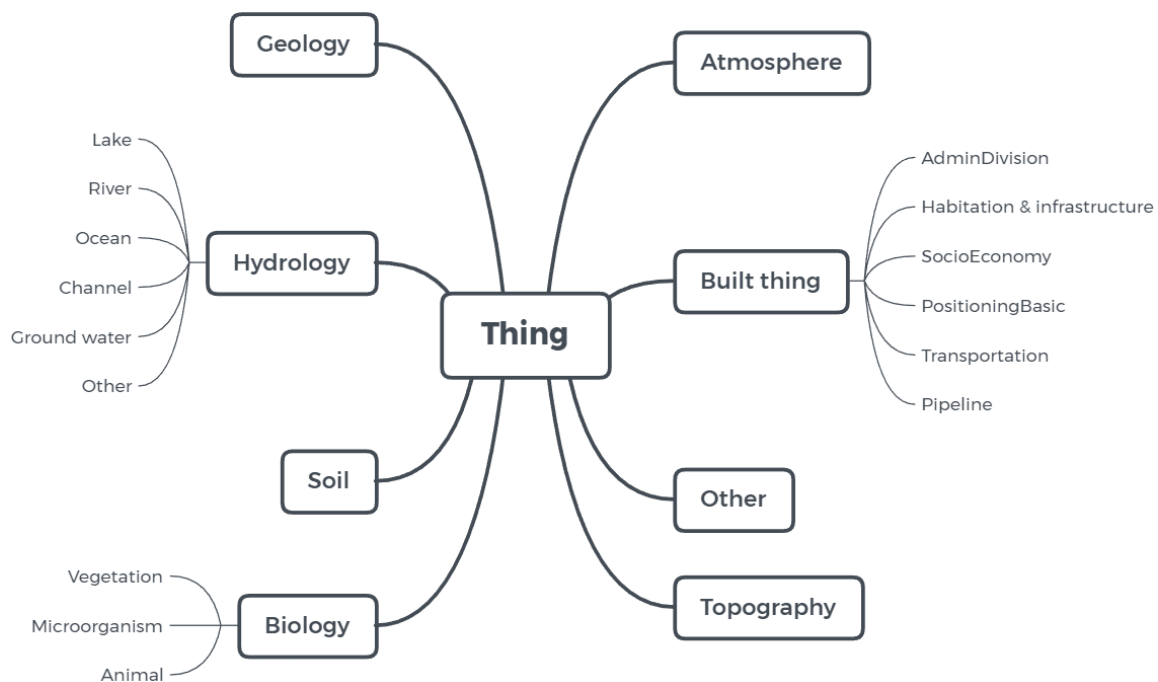 Geology
Atmosphere
Lake
River
Ocean
Channel
Ground water
Other
Hydrology
Thing
Built thing
AdminDivision
Habitation & infrastructure
SocioEconomy
PositioningBasic
Transportation
Pipeline
Soil
Other
Vegetation
Microorganism
Animal
Biology
Topography